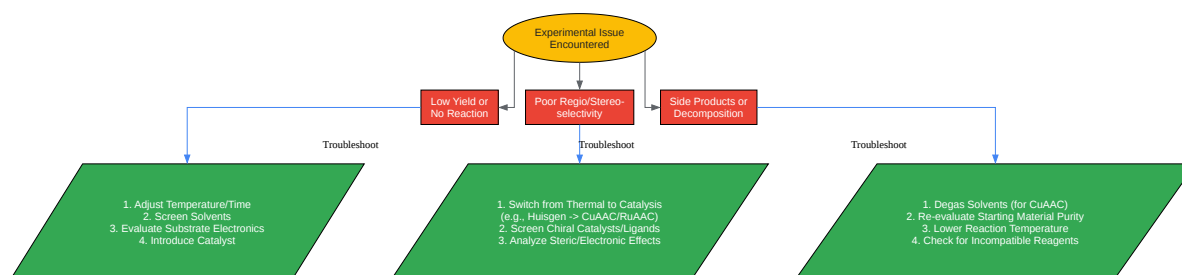 Experimental Issue
Encountered
Low Yield or
No Reaction
Poor Regio/Stereo-
selectivity
Side Products or
Decomposition
Troubleshoot
Troubleshoot
Troubleshoot
1. Adjust Temperature/Time
2. Screen Solvents
3. Evaluate Substrate Electronics
4. Introduce Catalyst
1. Switch from Thermal to Catalysis
(e.g., Huisgen -> CuAAC/RuAAC)
2. Screen Chiral Catalysts/Ligands
3. Analyze Steric/Electronic Effects
1. Degas Solvents (for CuAAC)
2. Re-evaluate Starting Material Purity
3. Lower Reaction Temperature
4. Check for Incompatible Reagents